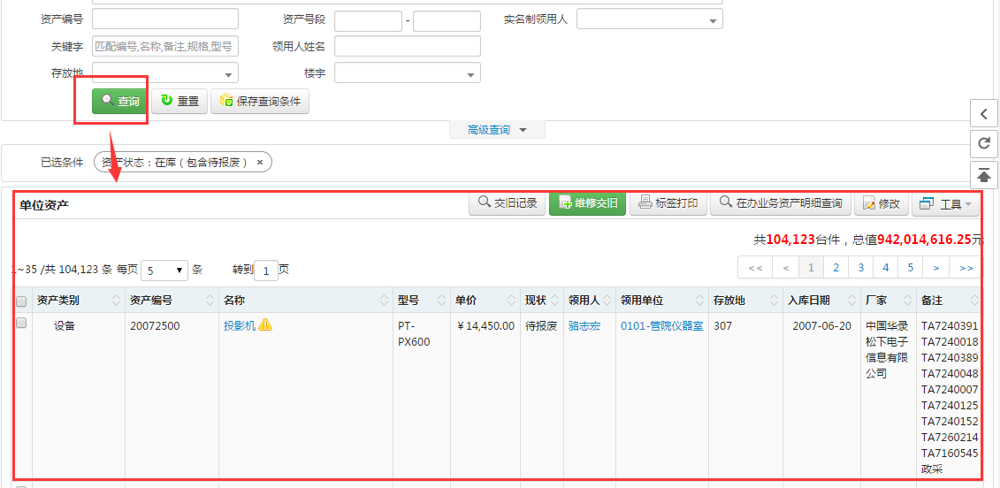 资产编号 资产号段 - 实名制领用人
关键字 匹配编号,名称,备注,规格,型号 领用人姓名
存放地 楼宇
查询 重置 保存查询条件
高级查询
已选条件 资产状态：在库（包含待报废） ×
单位资产 交旧记录 维修交旧 标签打印 在办业务资产明细查询 修改 工具
共104,123台件，总值942,014,616.25元
1~35 /共 104,123 条 每页 5 条 转到 1 页 << < 1 2 3 4 5 > >>
资产类别 资产编号 名称 型号 单价 现状 领用人 领用单位 存放地 入库日期 厂家 备注
设备 20072500 投影机 PT- ￥14,450.00 待报废 骆志宏 0101-管院仪器室 307 2007-06-20 中国华录 TA7240391
PX600 松下电子 TA7240018
信息有限 TA7240389
公司 TA7240048
TA7240007
TA7240125
TA7240152
TA7260214
TA7160545
政采